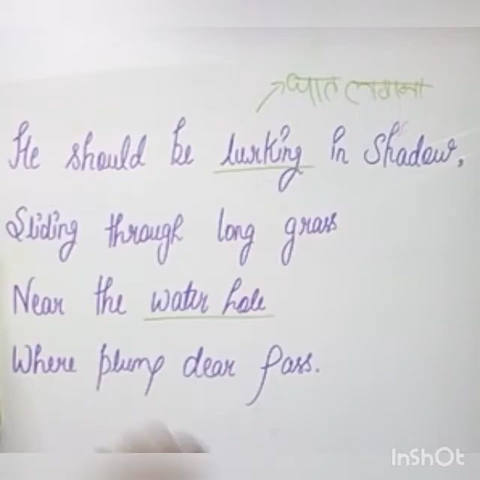 घात लगाना
He should be lurking in Shadow,
Sliding through long grass
Near the water hole
Where plump dear pass.
InShOt